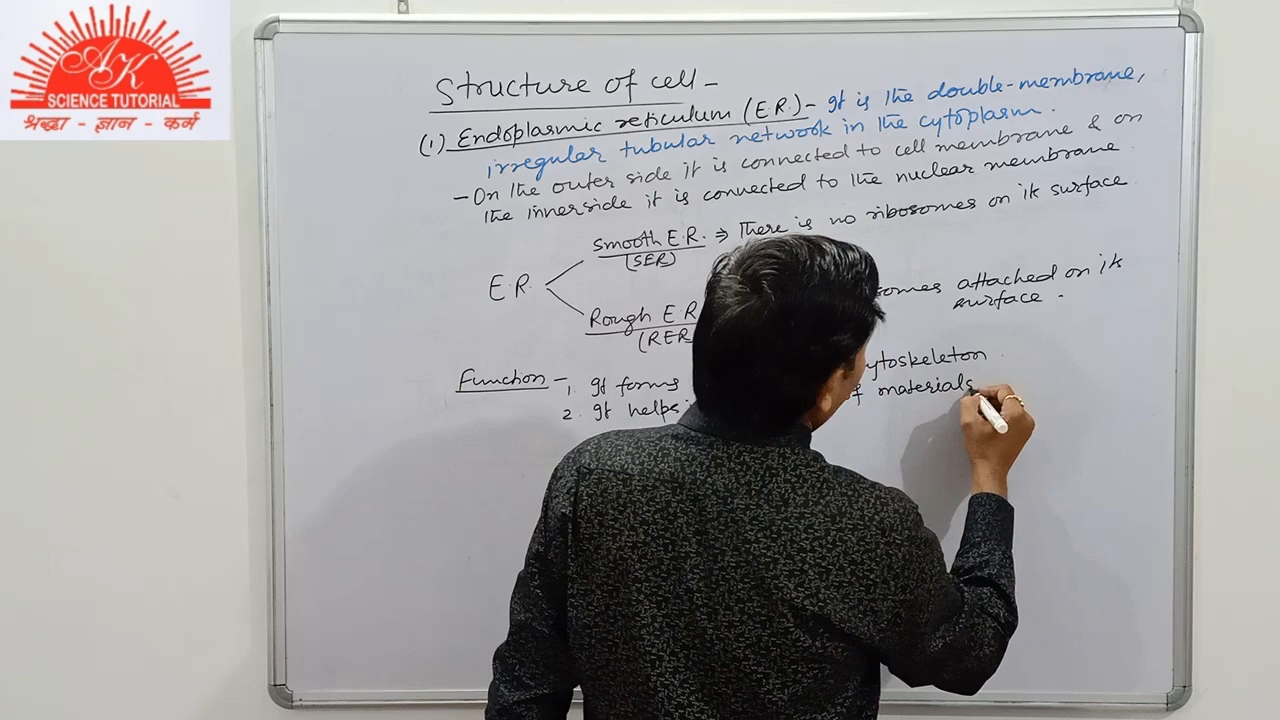 AK
SCIENCE TUTORIAL
श्रद्धा - ज्ञान - कर्म
Structure of cell -
(1) Endoplasmic reticulum (E.R.) - It is the double-membrane,
irregular tubular network in the cytoplasm.
- On the outer side it is connected to cell membrane & on
the innerside it is connected to the nuclear membrane
E.R.
Smooth E.R. ⇒ There is no ribosomes on its surface
(SER)
Rough E.R
(RER
attached on its
surface.
Function - 1. It forms cytoskeleton.
2. It helps materials